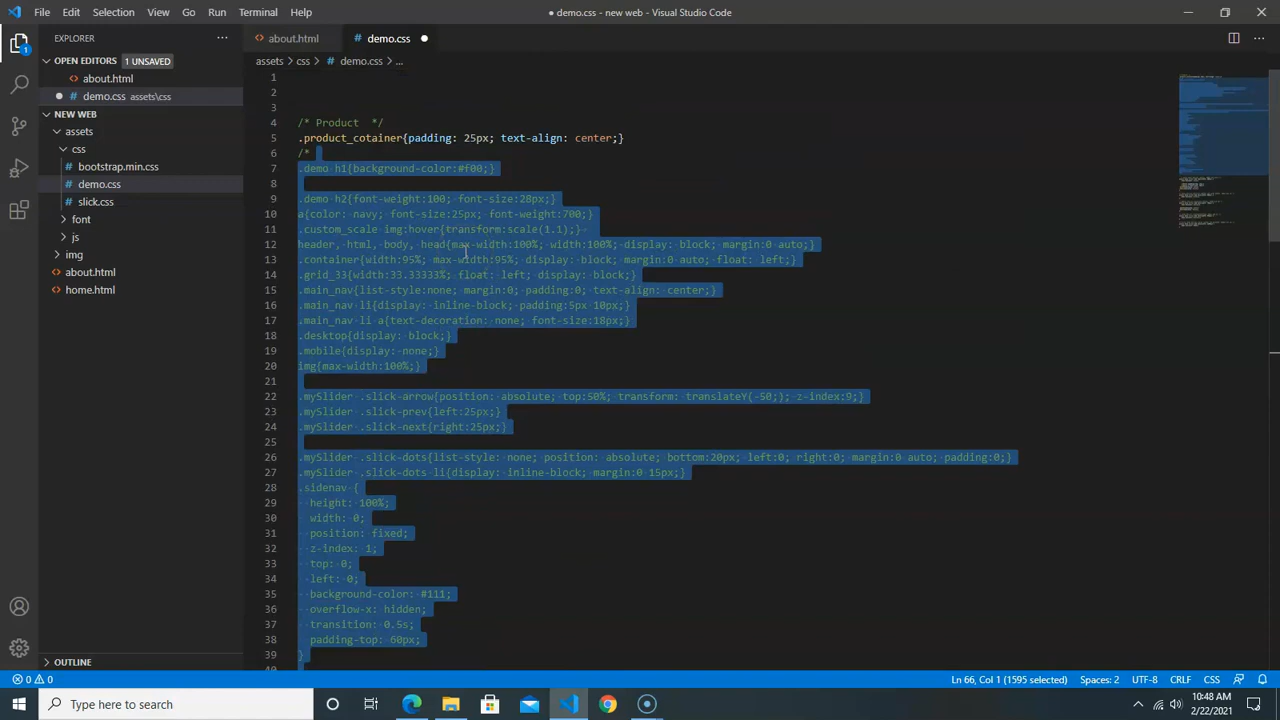 File Edit Selection View Go Run Terminal Help
● demo.css - new web - Visual Studio Code
EXPLORER
OPEN EDITORS 1 UNSAVED
about.html
demo.css assets\css
NEW WEB
assets
css
bootstrap.min.css
demo.css
slick.css
font
js
img
about.html
home.html
OUTLINE
about.html
demo.css
assets > css > demo.css > ...
1
2
3
4 /* Product */
5 .product_cotainer{padding: 25px; text-align: center;}
6 /*
7 .demo h1{background-color:#f00;}
8
9 .demo h2{font-weight:100; font-size:28px;}
10 a{color: navy; font-size:25px; font-weight:700;}
11 .custom_scale img:hover{transform:scale(1.1);}
12 header, html, body, head{max-width:100%; width:100%; display: block; margin:0 auto;}
13 .container{width:95%; max-width:95%; display: block; margin:0 auto; float: left;}
14 .grid_33{width:33.33333%; float: left; display: block;}
15 .main_nav{list-style:none; margin:0; padding:0; text-align: center;}
16 .main_nav li{display: inline-block; padding:5px 10px;}
17 .main_nav li a{text-decoration: none; font-size:18px;}
18 .desktop{display: block;}
19 .mobile{display: none;}
20 img{max-width:100%;}
21
22 .mySlider .slick-arrow{position: absolute; top:50%; transform: translateY(-50;); z-index:9;}
23 .mySlider .slick-prev{left:25px;}
24 .mySlider .slick-next{right:25px;}
25
26 .mySlider .slick-dots{list-style: none; position: absolute; bottom:20px; left:0; right:0; margin:0 auto; padding:0;}
27 .mySlider .slick-dots li{display: inline-block; margin:0 15px;}
28 .sidenav {
29 height: 100%;
30 width: 0;
31 position: fixed;
32 z-index: 1;
33 top: 0;
34 left: 0;
35 background-color: #111;
36 overflow-x: hidden;
37 transition: 0.5s;
38 padding-top: 60px;
39 }
40
0 0
Ln 66, Col 1 (1595 selected) Spaces: 2 UTF-8 CRLF CSS
Type here to search
10:48 AM
2/22/2021